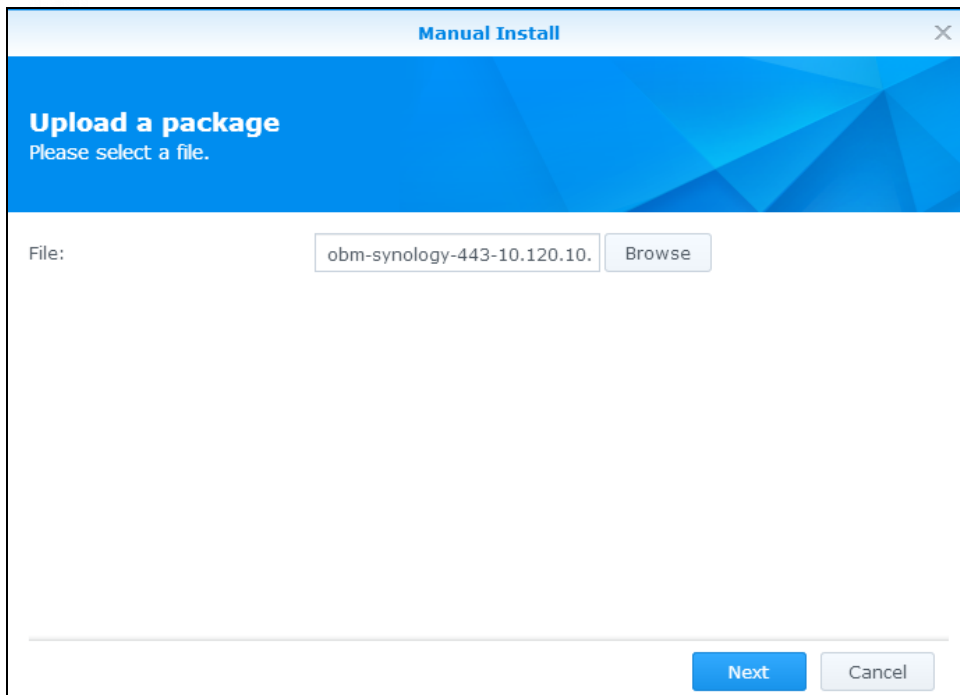 Manual Install
Upload a package
Please select a file.
File: obm-synology-443-10.120.10. Browse
Next Cancel